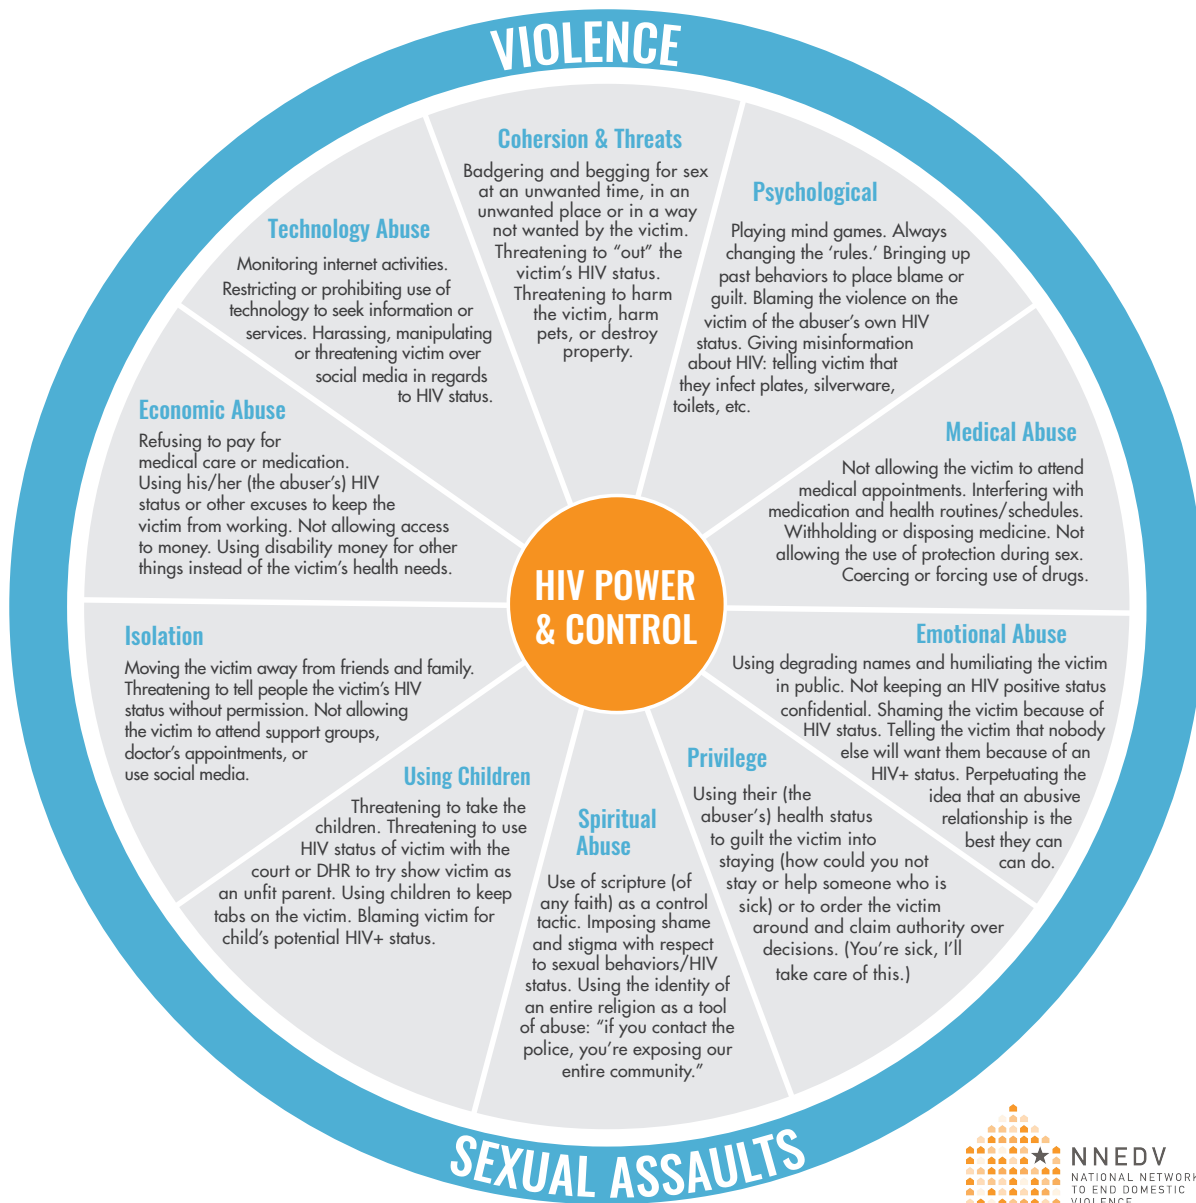 VIOLENCE
Cohersion & Threats
Badgering and begging for sex
at an unwanted time, in an
unwanted place or in a way
not wanted by the victim.
Threatening to “out” the
victim’s HIV status.
Threatening to harm
the victim, harm
pets, or destroy
property.
Psychological
Playing mind games. Always
changing the ‘rules.’ Bringing up
past behaviors to place blame or
guilt. Blaming the violence on the
victim of the abuser’s own HIV
status. Giving misinformation
about HIV: telling victim that
they infect plates, silverware,
toilets, etc.
Medical Abuse
Not allowing the victim to attend
medical appointments. Interfering with
medication and health routines/schedules.
Withholding or disposing medicine. Not
allowing the use of protection during sex.
Coercing or forcing use of drugs.
Emotional Abuse
Using degrading names and humiliating the victim
in public. Not keeping an HIV positive status
confidential. Shaming the victim because of
HIV status. Telling the victim that nobody
else will want them because of an
HIV+ status. Perpetuating the
idea that an abusive
relationship is the
best they can
can do.
Privilege
Using their (the
abuser’s) health status
to guilt the victim into
staying (how could you not
stay or help someone who is
sick) or to order the victim
around and claim authority over
decisions. (You’re sick, I’ll
take care of this.)
Spiritual
Abuse
Use of scripture (of
any faith) as a control
tactic. Imposing shame
and stigma with respect
to sexual behaviors/HIV
status. Using the identity of
an entire religion as a tool
of abuse: “if you contact the
police, you’re exposing our
entire community.”
Using Children
Threatening to take the
children. Threatening to use
HIV status of victim with the
court or DHR to try show victim as
an unfit parent. Using children to keep
tabs on the victim. Blaming victim for
child’s potential HIV+ status.
Isolation
Moving the victim away from friends and family.
Threatening to tell people the victim’s HIV
status without permission. Not allowing
the victim to attend support groups,
doctor’s appointments, or
use social media.
Economic Abuse
Refusing to pay for
medical care or medication.
Using his/her (the abuser’s) HIV
status or other excuses to keep the
victim from working. Not allowing access
to money. Using disability money for other
things instead of the victim’s health needs.
Technology Abuse
Monitoring internet activities.
Restricting or prohibiting use of
technology to seek information or
services. Harassing, manipulating
or threatening victim over
social media in regards
to HIV status.
HIV POWER
& CONTROL
SEXUAL ASSAULTS
NNEDV
NATIONAL NETWORK
TO END DOMESTIC
VIOLENCE